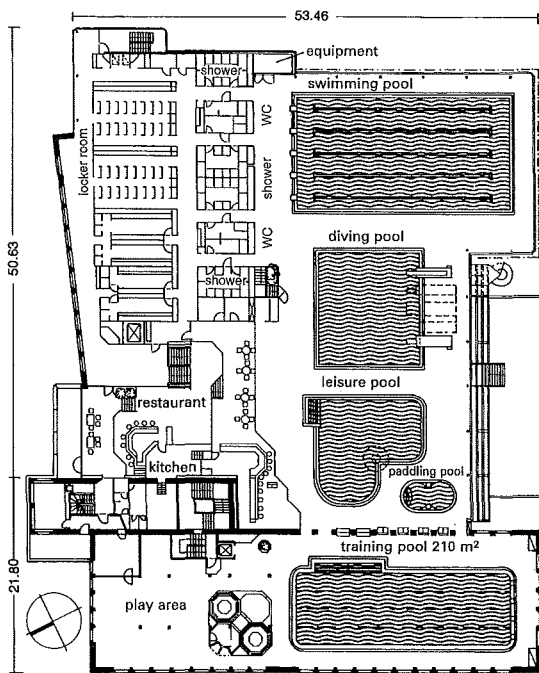 53.46
equipment
shower
swimming pool
WC
locker room
shower
50.63
WC
diving pool
shower
leisure pool
restaurant
kitchen
paddling pool
training pool 210 m²
21.80
play area